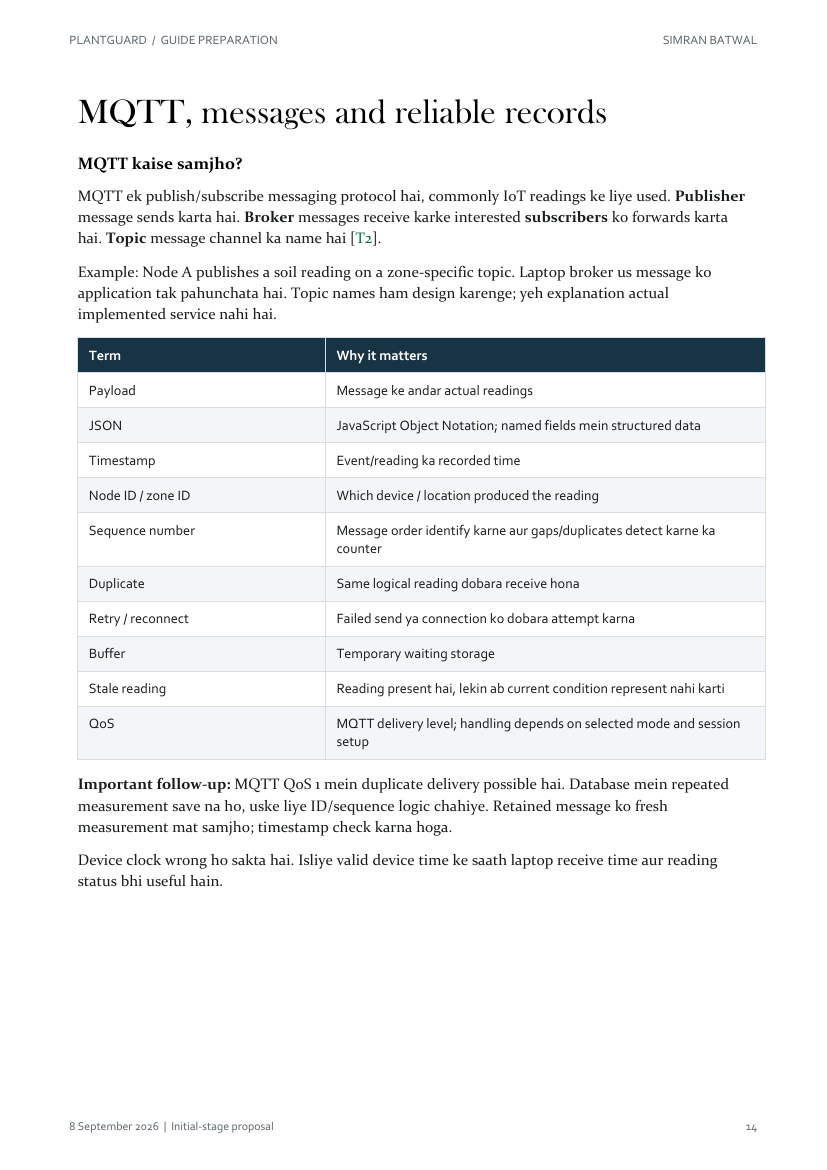 PLANTGUARD / GUIDE PREPARATION
SIMRAN BATWAL
MQTT, messages and reliable records
MQTT kaise samjho?
MQTT ek publish/subscribe messaging protocol hai, commonly IoT readings ke liye used. Publisher
message sends karta hai. Broker messages receive karke interested subscribers ko forwards karta
hai. Topic message channel ka name hai [T2].
Example: Node A publishes a soil reading on a zone-specific topic. Laptop broker us message ko
application tak pahunchata hai. Topic names ham design karenge; yeh explanation actual
implemented service nahi hai.
Term
Why it matters
Payload
Message ke andar actual readings
JSON
JavaScript Object Notation; named fields mein structured data
Timestamp
Event/reading ka recorded time
Node ID / zone ID
Which device / location produced the reading
Sequence number
Message order identify karne aur gaps/duplicates detect karne ka
counter
Duplicate
Same logical reading dobara receive hona
Retry / reconnect
Failed send ya connection ko dobara attempt karna
Buffer
Temporary waiting storage
Stale reading
Reading present hai, lekin ab current condition represent nahi karti
QoS
MQTT delivery level; handling depends on selected mode and session
setup
Important follow-up: MQTT QoS 1 mein duplicate delivery possible hai. Database mein repeated
measurement save na ho, uske liye ID/sequence logic chahiye. Retained message ko fresh
measurement mat samjho; timestamp check karna hoga.
Device clock wrong ho sakta hai. Isliye valid device time ke saath laptop receive time aur reading
status bhi useful hain.
8 September 2026 | Initial-stage proposal
14